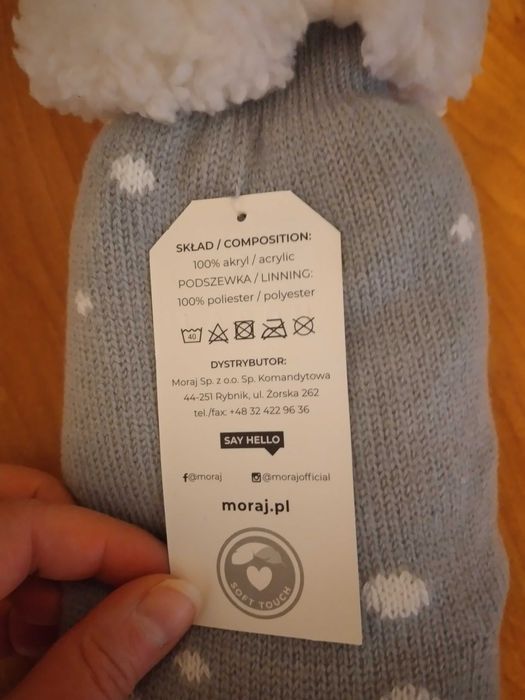 SKŁAD / COMPOSITION:
100% akryl / acrylic
PODSZEWKA / LINNING:
100% poliester / polyester
40
DYSTRYBUTOR:
Moraj Sp. z o.o. Sp. Komandytowa
44-251 Rybnik, ul. Żorska 262
tel./fax: +48 32 422 96 36
SAY HELLO
@moraj @morajofficial
moraj.pl
SOFT TOUCH